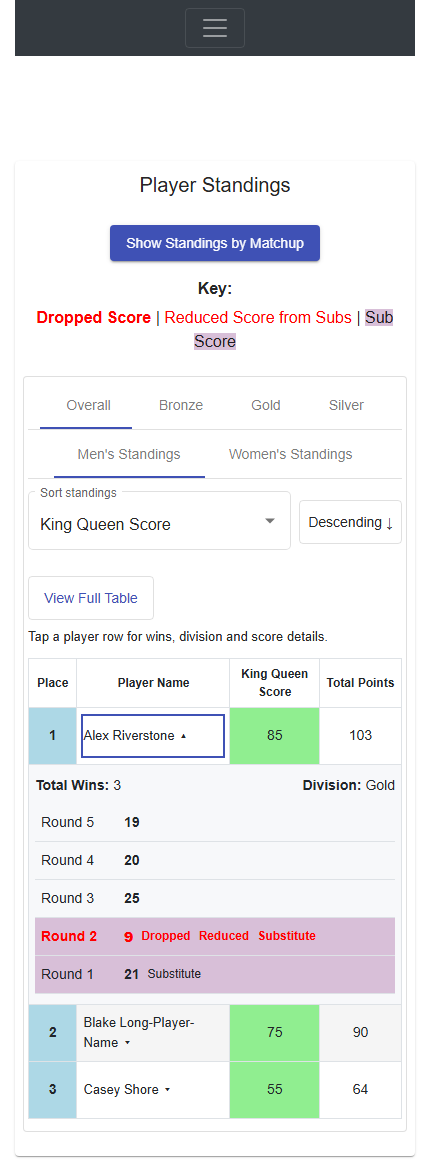 Player Standings
Show Standings by Matchup
Key:
Dropped Score | Reduced Score from Subs | Sub
Score
Overall Bronze Gold Silver
Men's Standings Women's Standings
Sort standings
King Queen Score Descending ↓
View Full Table
Tap a player row for wins, division and score details.
Place Player Name King Queen Score Total Points
1 Alex Riverstone ▴ 85 103
Total Wins: 3 Division: Gold
Round 5 19
Round 4 20
Round 3 25
Round 2 9 Dropped Reduced Substitute
Round 1 21 Substitute
2 Blake Long-Player-
Name ▾ 75 90
3 Casey Shore ▾ 55 64